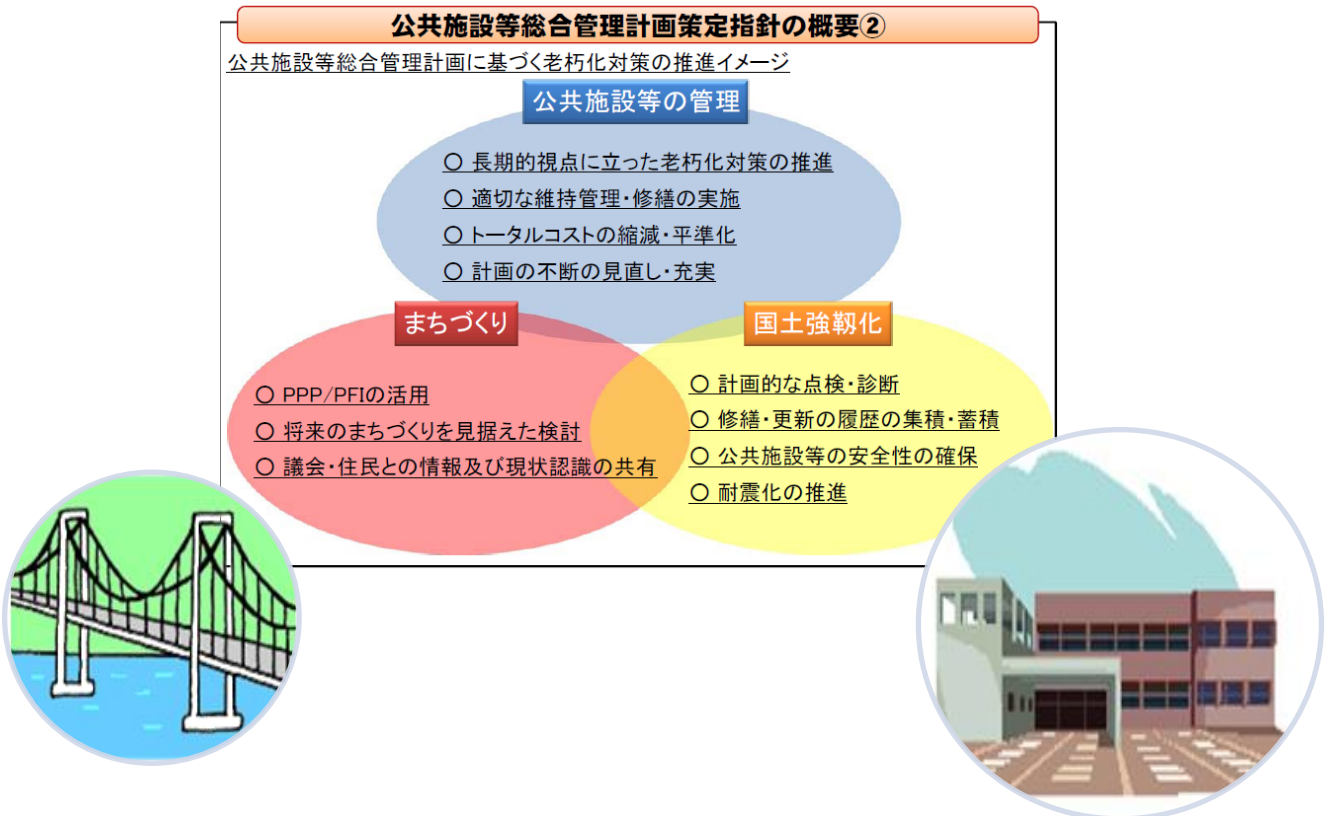 公共施設等総合管理計画策定指針の概要②
公共施設等総合管理計画に基づく老朽化対策の推進イメージ
公共施設等の管理
○ 長期的視点に立った老朽化対策の推進
○ 適切な維持管理・修繕の実施
○ トータルコストの縮減・平準化
○ 計画の不断の見直し・充実
まちづくり
○ PPP/PFIの活用
○ 将来のまちづくりを見据えた検討
○ 議会・住民との情報及び現状認識の共有
国土強靱化
○ 計画的な点検・診断
○ 修繕・更新の履歴の集積・蓄積
○ 公共施設等の安全性の確保
○ 耐震化の推進